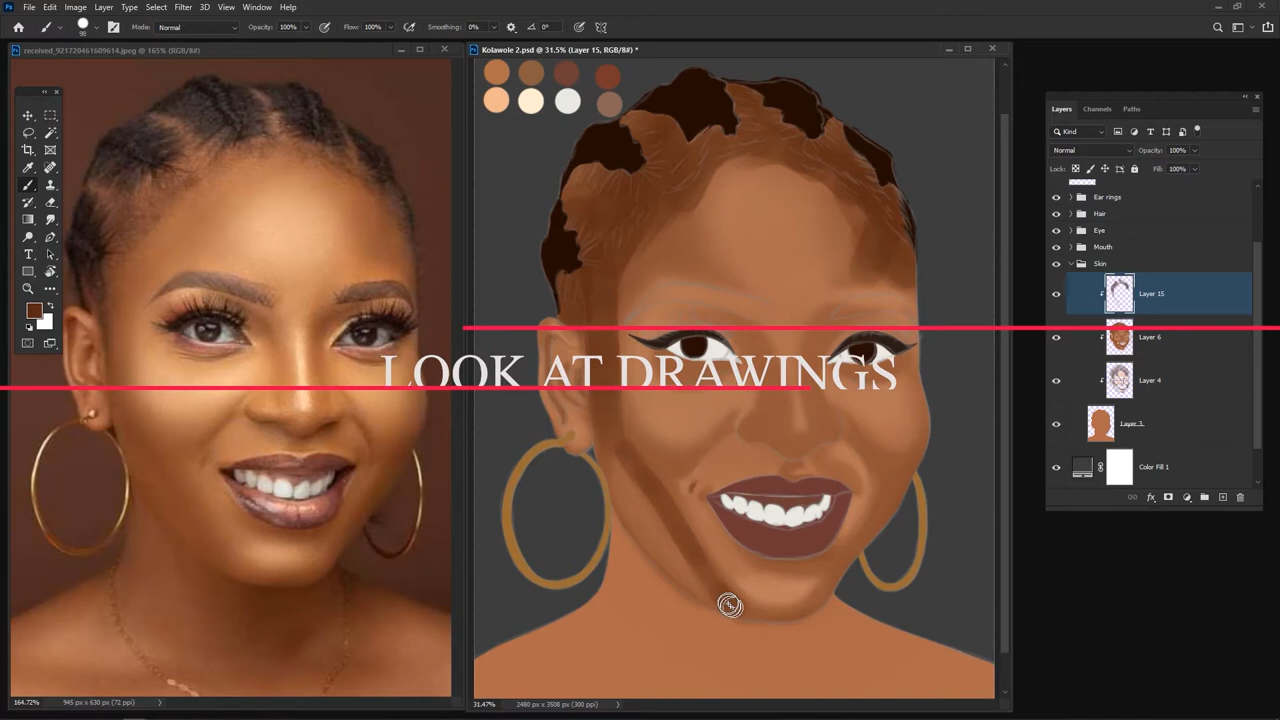 File Edit Image Layer Type Select Filter 3D View Window Help
98 Mode: Normal Opacity: 100% Flow: 100% Smoothing: 0% 0°
received_921720461609614.jpeg @ 165% (RGB/8#)
Kolawole 2.psd @ 31.5% (Layer 15, RGB/8#) *
Layers Channels Paths
Kind
Normal Opacity: 100%
Lock: Fill: 100%
Ear rings
Hair
Eye
Mouth
Skin
Layer 15
Layer 6
LOOK AT DRAWINGS
Layer 4
Layer 3
Color Fill 1
fx
164.72% 945 px x 630 px (72 ppi)
31.47% 2480 px x 3508 px (300 ppi)